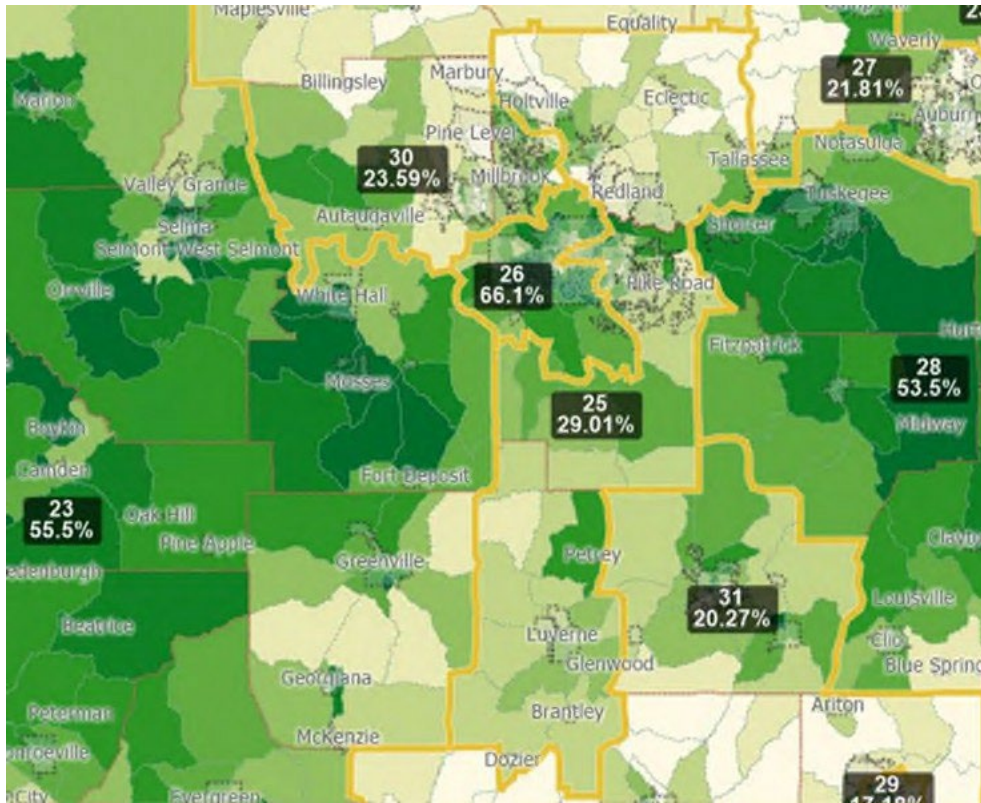 Maplesville
Equality
Waverly
27
21.81%
Marbury
Billingsley
Holtville
Eclectic
Marion
Auburn
Pine Level
Notasulga
30
23.59%
Tallassee
Millbrook
Valley Grande
Redland
Tuskegee
Autaugaville
Selma
Shorter
Selmont-West Selmont
26
66.1%
Pike Road
Orrville
White Hall
Fitzpatrick
28
53.5%
Mosses
25
29.01%
Boykin
Midway
Camden
Fort Deposit
23
55.5%
Oak Hill
Pine Apple
Petrey
Greenville
edenburgh
31
20.27%
Louisville
Beatrice
Luverne
Clio
Glenwood
Blue Spring
Georgiana
Peterman
Brantley
Ariton
McKenzie
Dozier
29
Evergreen